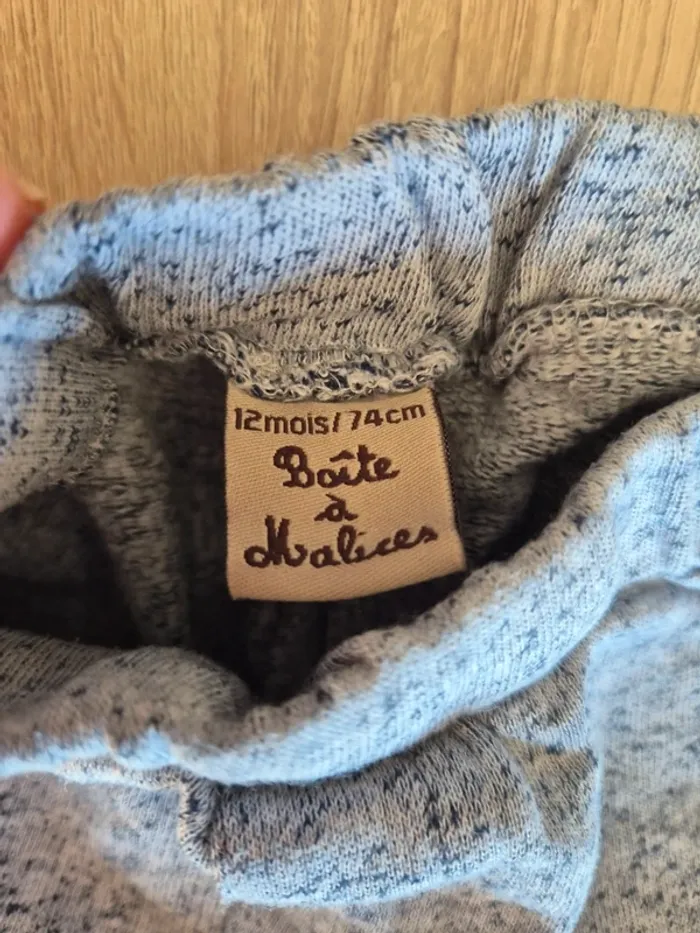 12mois/74cm
Boîte
à
Malices